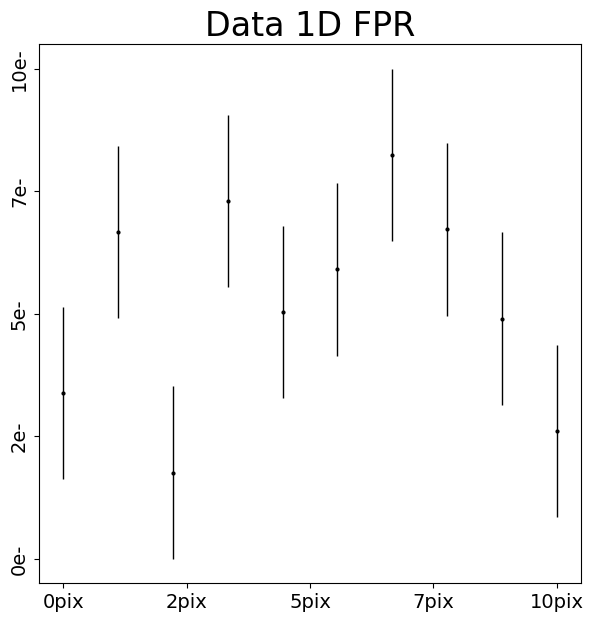 Data 1D FPR
10e-
7e-
5e-
2e-
0e-
0pix
2pix
5pix
7pix
10pix